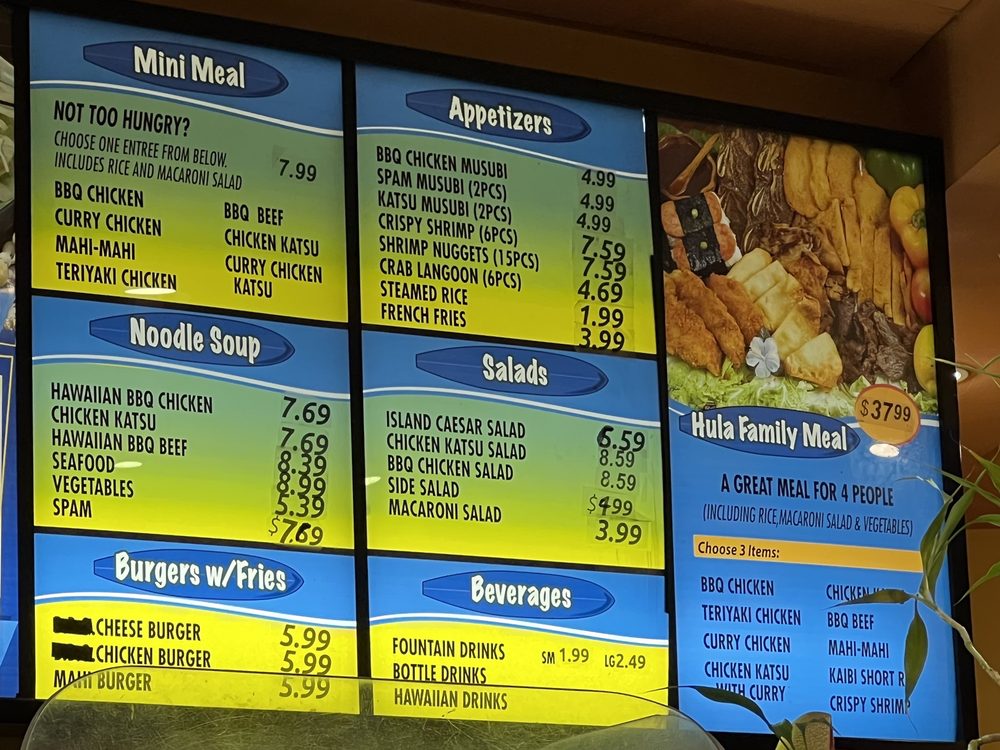 Mini Meal
NOT TOO HUNGRY?
CHOOSE ONE ENTREE FROM BELOW.
INCLUDES RICE AND MACARONI SALAD 7.99
BBQ CHICKEN BBQ BEEF
CURRY CHICKEN CHICKEN KATSU
MAHI-MAHI CURRY CHICKEN
TERIYAKI CHICKEN KATSU
Noodle Soup
HAWAIIAN BBQ CHICKEN 7.69
CHICKEN KATSU 7.69
HAWAIIAN BBQ BEEF 8.39
SEAFOOD 8.99
VEGETABLES 5.39
SPAM $7.69
Burgers w/Fries
CHEESE BURGER 5.99
CHICKEN BURGER 5.99
MAHI BURGER 5.99
Appetizers
BBQ CHICKEN MUSUBI 4.99
SPAM MUSUBI (2PCS) 4.99
KATSU MUSUBI (2PCS) 4.99
CRISPY SHRIMP (6PCS) 7.59
SHRIMP NUGGETS (15PCS) 7.59
CRAB LANGOON (6PCS) 4.69
STEAMED RICE 1.99
FRENCH FRIES 3.99
Salads
ISLAND CAESAR SALAD 6.59
CHICKEN KATSU SALAD 8.59
BBQ CHICKEN SALAD 8.59
SIDE SALAD $4.99
MACARONI SALAD 3.99
Beverages
FOUNTAIN DRINKS SM 1.99 LG 2.49
BOTTLE DRINKS
HAWAIIAN DRINKS
$37.99
Hula Family Meal
A GREAT MEAL FOR 4 PEOPLE
(INCLUDING RICE,MACARONI SALAD & VEGETABLES)
Choose 3 Items:
BBQ CHICKEN CHICKEN
TERIYAKI CHICKEN BBQ BEEF
CURRY CHICKEN MAHI-MAHI
CHICKEN KATSU KAIBI SHORT
WITH CURRY CRISPY SHRIMP